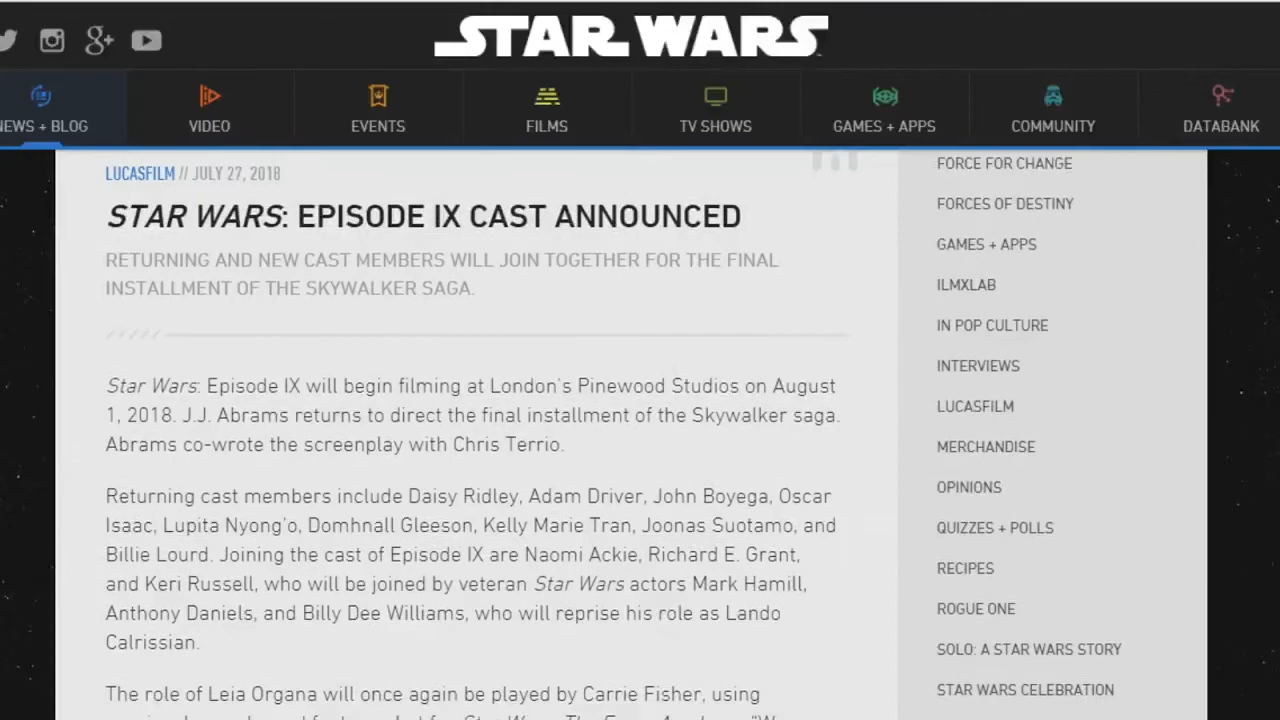 STAR WARS
NEWS + BLOG
VIDEO
EVENTS
FILMS
TV SHOWS
GAMES + APPS
COMMUNITY
DATABANK
LUCASFILM // JULY 27, 2018
STAR WARS: EPISODE IX CAST ANNOUNCED
RETURNING AND NEW CAST MEMBERS WILL JOIN TOGETHER FOR THE FINAL
INSTALLMENT OF THE SKYWALKER SAGA.
Star Wars: Episode IX will begin filming at London's Pinewood Studios on August
1, 2018. J.J. Abrams returns to direct the final installment of the Skywalker saga.
Abrams co-wrote the screenplay with Chris Terrio.
Returning cast members include Daisy Ridley, Adam Driver, John Boyega, Oscar
Isaac, Lupita Nyong'o, Domhnall Gleeson, Kelly Marie Tran, Joonas Suotamo, and
Billie Lourd. Joining the cast of Episode IX are Naomi Ackie, Richard E. Grant,
and Keri Russell, who will be joined by veteran Star Wars actors Mark Hamill,
Anthony Daniels, and Billy Dee Williams, who will reprise his role as Lando
Calrissian.
The role of Leia Organa will once again be played by Carrie Fisher, using
FORCE FOR CHANGE
FORCES OF DESTINY
GAMES + APPS
ILMXLAB
IN POP CULTURE
INTERVIEWS
LUCASFILM
MERCHANDISE
OPINIONS
QUIZZES + POLLS
RECIPES
ROGUE ONE
SOLO: A STAR WARS STORY
STAR WARS CELEBRATION